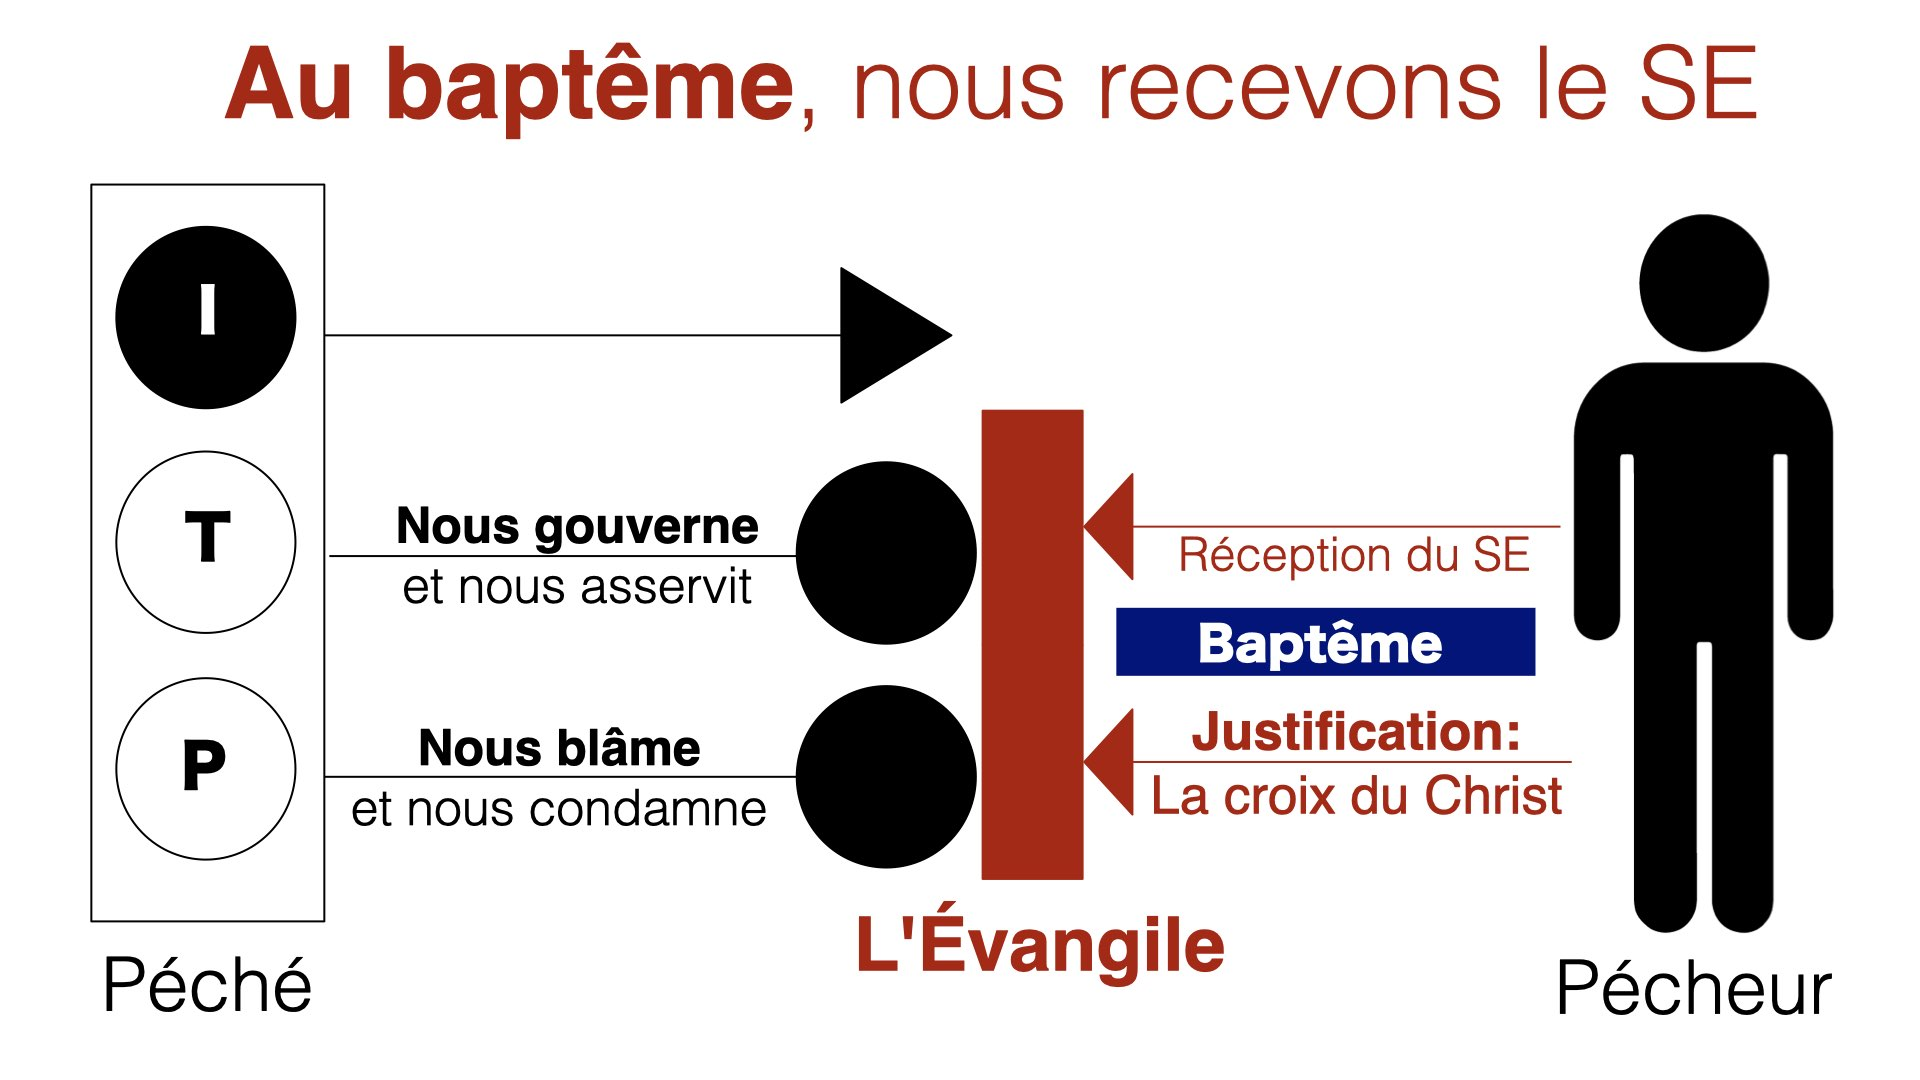 Au baptême, nous recevons le SE
I
T
Nous gouverne
et nous asservit
Réception du SE
Baptême
P
Nous blâme
et nous condamne
Justification:
La croix du Christ
L'Évangile
Péché
Pécheur